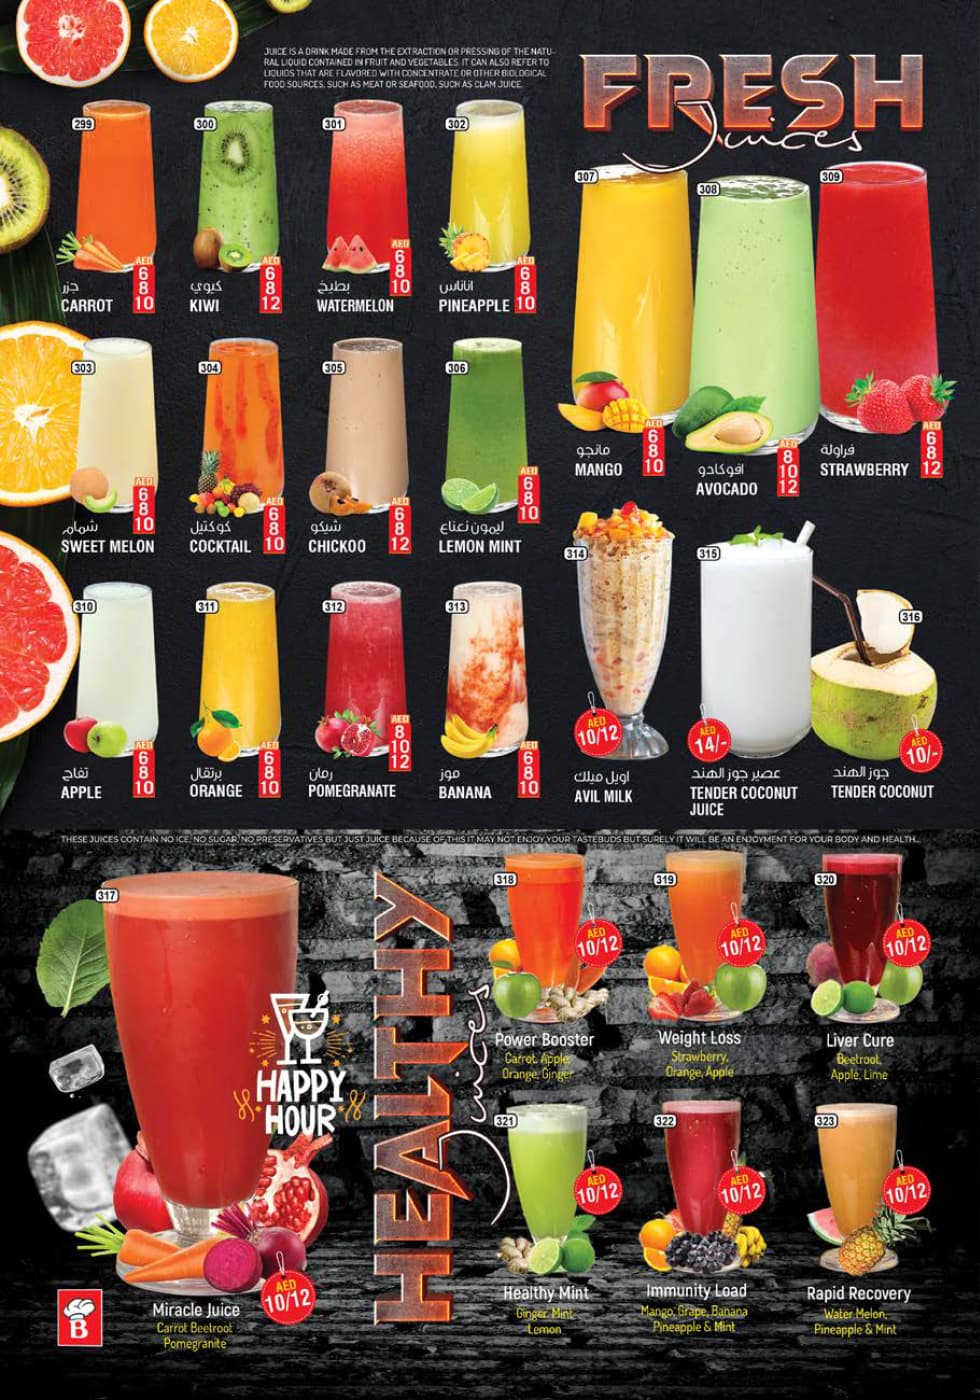 JUICE IS A DRINK MADE FROM THE EXTRACTION OR PRESSING OF THE NATU-
RAL LIQUID CONTAINED IN FRUIT AND VEGETABLES. IT CAN ALSO REFER TO
LIQUIDS THAT ARE FLAVORED WITH CONCENTRATE OR OTHER BIOLOGICAL
FOOD SOURCES, SUCH AS MEAT OR SEAFOOD, SUCH AS CLAM JUICE.
FRESH
Juices
299
AED
6
8
10
جزر
CARROT
300
AED
6
8
12
كيوي
KIWI
301
AED
6
8
10
بطيخ
WATERMELON
302
AED
6
8
10
اناناس
PINEAPPLE
307
AED
6
8
10
مانجو
MANGO
308
AED
8
10
12
افوكادو
AVOCADO
309
AED
6
8
12
فراولة
STRAWBERRY
303
AED
6
8
10
شمام
SWEET MELON
304
AED
6
8
10
كوكتيل
COCKTAIL
305
AED
6
8
12
شيكو
CHICKOO
306
AED
6
8
10
ليمون نعناع
LEMON MINT
310
AED
6
8
10
تفاح
APPLE
311
AED
6
8
10
برتقال
ORANGE
312
AED
8
10
12
رمان
POMEGRANATE
313
AED
6
8
10
موز
BANANA
314
AED
10/12
اويل ميلك
AVIL MILK
315
AED
14/-
عصير جوز الهند
TENDER COCONUT
JUICE
316
AED
10/-
جوز الهند
TENDER COCONUT
THESE JUICES CONTAIN NO ICE, NO SUGAR, NO PRESERVATIVES BUT JUST JUICE BECAUSE OF THIS IT MAY NOT ENJOY YOUR TASTEBUDS BUT SURELY IT WILL BE AN ENJOYMENT FOR YOUR BODY AND HEALTH...
HEALTHY
Juices
317
HAPPY
HOUR
AED
10/12
Miracle Juice
Carrot Beetroot
Pomegranite
B
318
AED
10/12
Power Booster
Carrot, Apple,
Orange, Ginger
319
AED
10/12
Weight Loss
Strawberry,
Orange, Apple
320
AED
10/12
Liver Cure
Beetroot,
Apple, Lime
321
AED
10/12
Healthy Mint
Ginger, Mint,
Lemon
322
AED
10/12
Immunity Load
Mango, Grape, Banana
Pineapple & Mint
323
AED
10/12
Rapid Recovery
Water Melon,
Pineapple & Mint